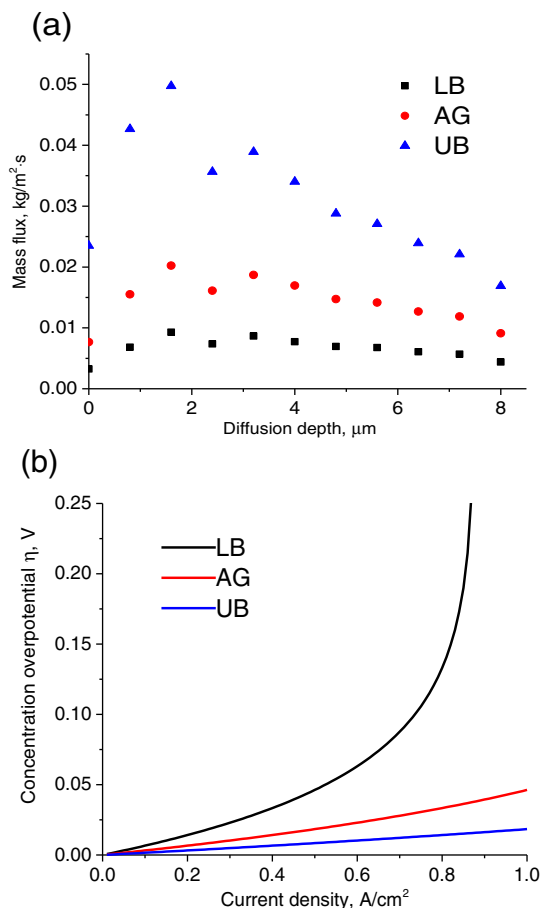 (a)
0.05
0.04
0.03
0.02
0.01
0.00
Mass flux, kg/m²·s
LB
AG
UB
0 2 4 6 8
Diffusion depth, μm
(b)
0.25
0.20
0.15
0.10
0.05
0.00
Concentration overpotential η, V
LB
AG
UB
0.0 0.2 0.4 0.6 0.8 1.0
Current density, A/cm²